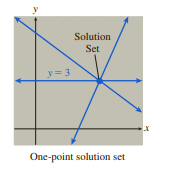 y
Solution
Set
y = 3
x
One-point solution set